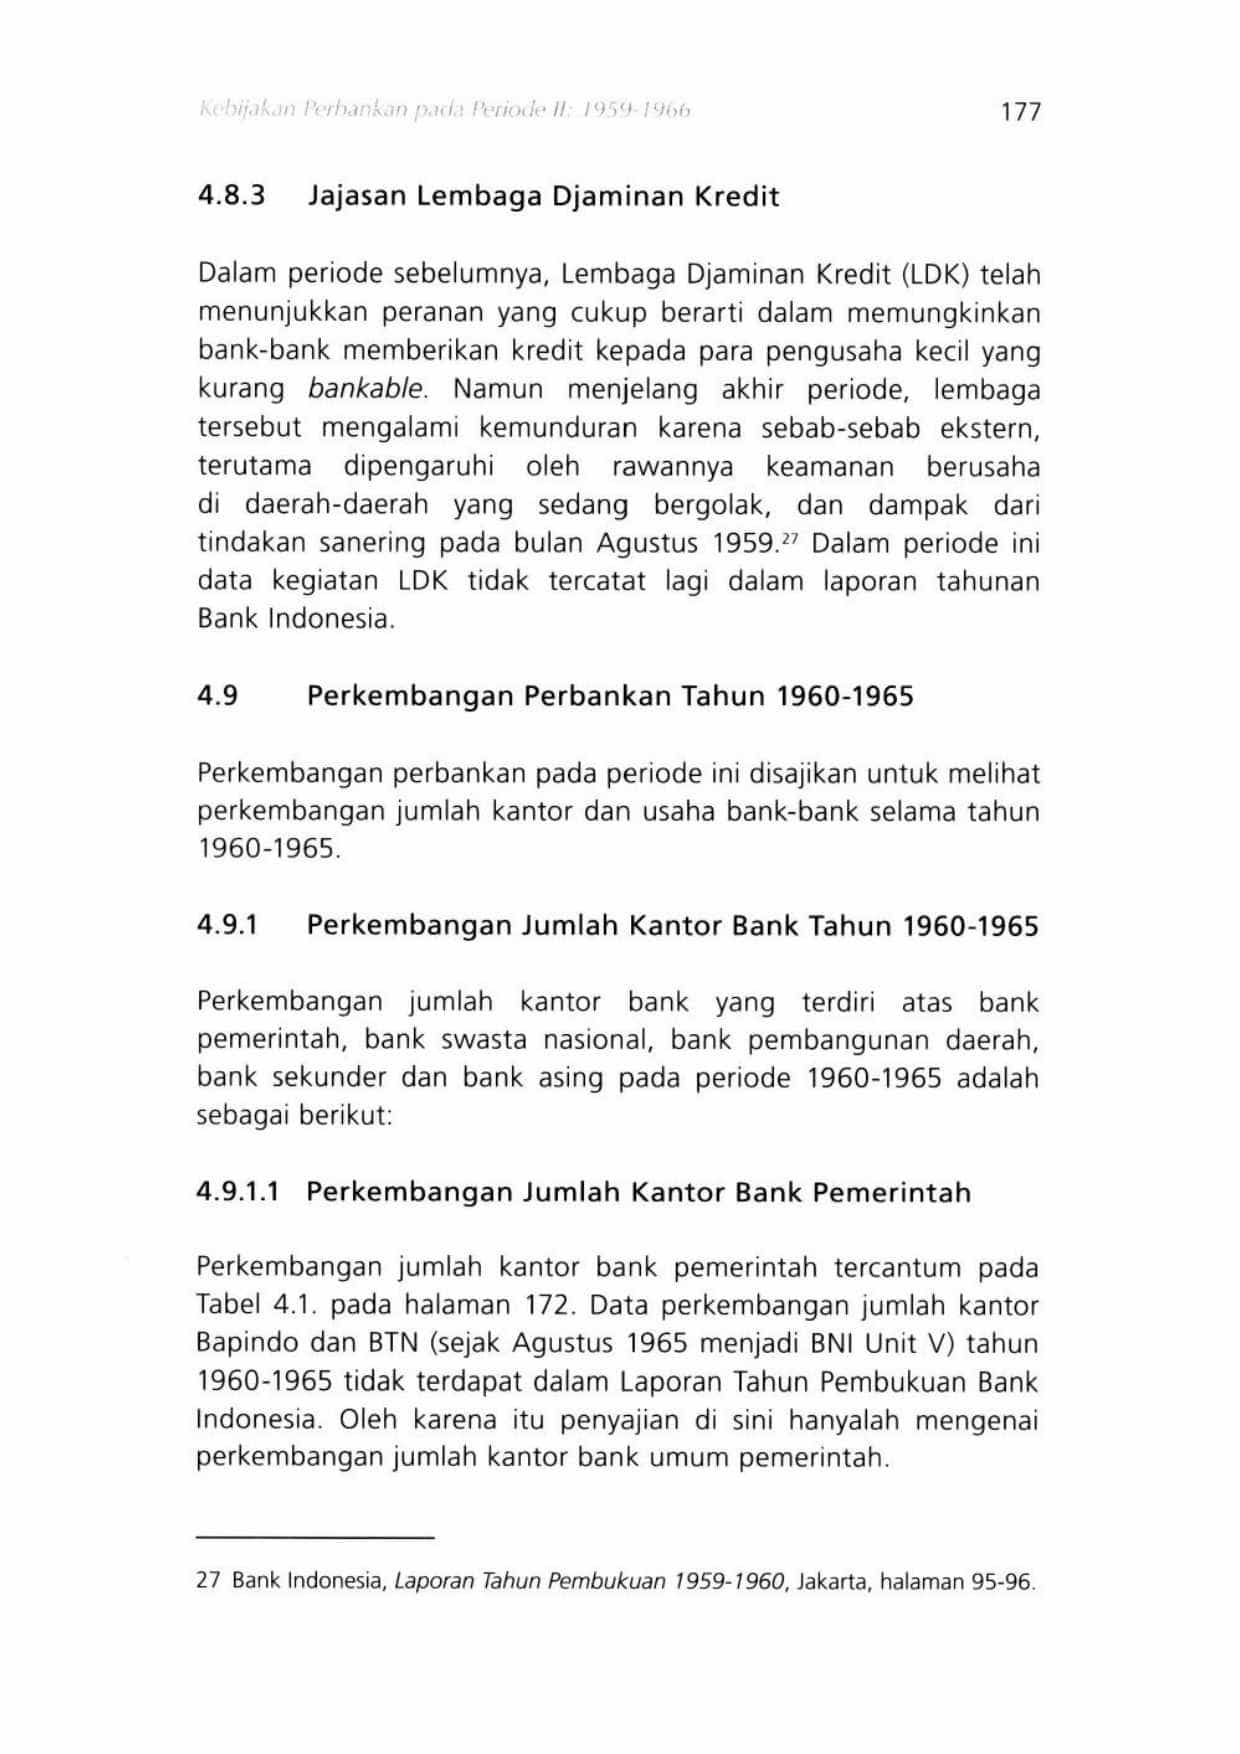 Kebijakan Perbankan pada Periode II: 1959-1966 177
4.8.3 Jajasan Lembaga Djaminan Kredit
Dalam periode sebelumnya, Lembaga Djaminan Kredit (LDK) telah
menunjukkan peranan yang cukup berarti dalam memungkinkan
bank-bank memberikan kredit kepada para pengusaha kecil yang
kurang bankable. Namun menjelang akhir periode, lembaga
tersebut mengalami kemunduran karena sebab-sebab ekstern,
terutama dipengaruhi oleh rawannya keamanan berusaha
di daerah-daerah yang sedang bergolak, dan dampak dari
tindakan sanering pada bulan Agustus 1959.27 Dalam periode ini
data kegiatan LDK tidak tercatat lagi dalam laporan tahunan
Bank Indonesia.
4.9 Perkembangan Perbankan Tahun 1960-1965
Perkembangan perbankan pada periode ini disajikan untuk melihat
perkembangan jumlah kantor dan usaha bank-bank selama tahun
1960-1965.
4.9.1 Perkembangan Jumlah Kantor Bank Tahun 1960-1965
Perkembangan jumlah kantor bank yang terdiri atas bank
pemerintah, bank swasta nasional, bank pembangunan daerah,
bank sekunder dan bank asing pada periode 1960-1965 adalah
sebagai berikut:
4.9.1.1 Perkembangan Jumlah Kantor Bank Pemerintah
Perkembangan jumlah kantor bank pemerintah tercantum pada
Tabel 4.1. pada halaman 172. Data perkembangan jumlah kantor
Bapindo dan BTN (sejak Agustus 1965 menjadi BNI Unit V) tahun
1960-1965 tidak terdapat dalam Laporan Tahun Pembukuan Bank
Indonesia. Oleh karena itu penyajian di sini hanyalah mengenai
perkembangan jumlah kantor bank umum pemerintah.
27 Bank Indonesia, Laporan Tahun Pembukuan 1959-1960, Jakarta, halaman 95-96.